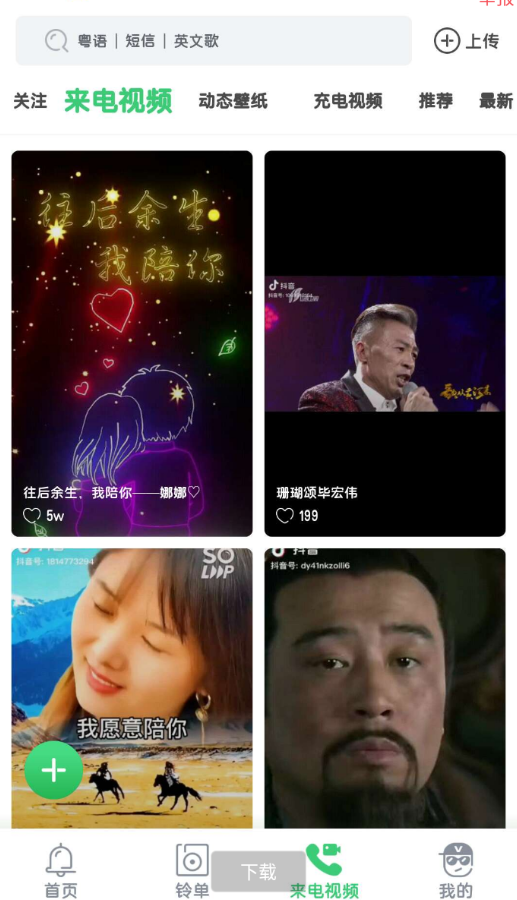 粤语｜短信｜英文歌
上传
关注 来电视频 动态壁纸 充电视频 推荐 最新
往后余生
我陪你
往后余生，我陪你——娜娜♡
5w
抖音
珊瑚颂毕宏伟
199
抖音号: 1814773294
SO
LOOP
我愿意陪你
抖音
抖音号: dy41nkzolli6
首页
铃单
下载
来电视频
我的